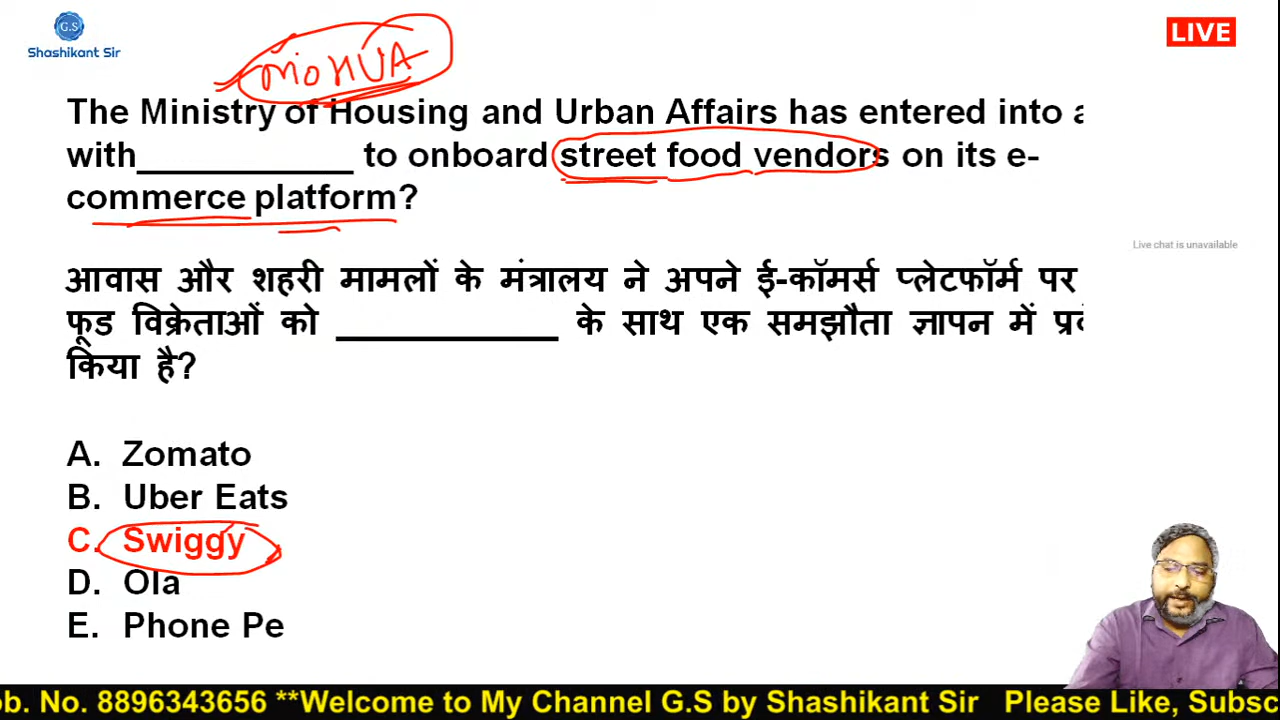 G.S
Shashikant Sir
LIVE
MOHUA
The Ministry of Housing and Urban Affairs has entered into a
with____________ to onboard street food vendors on its e-
commerce platform?
Live chat is unavailable
आवास और शहरी मामलों के मंत्रालय ने अपने ई-कॉमर्स प्लेटफॉर्म पर
फूड विक्रेताओं को ____________ के साथ एक समझौता ज्ञापन में
किया है?
A. Zomato
B. Uber Eats
C. Swiggy
D. Ola
E. Phone Pe
ob. No. 8896343656 **Welcome to My Channel G.S by Shashikant Sir Please Like, Subsc